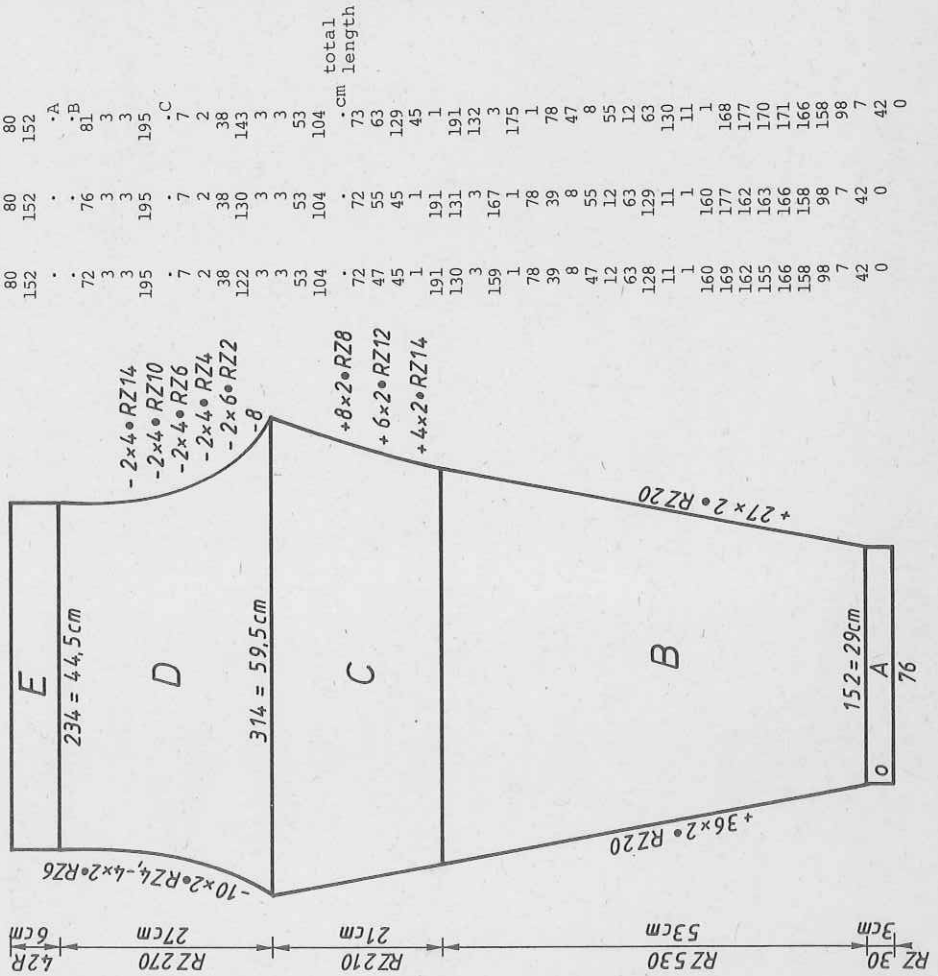 E
234 = 44,5cm
D
314 = 59,5cm
C
B
152=29cm
o A
76
-10×2•RZ4,-4×2•RZ6
+36×2•RZ20
-2×4•RZ14
-2×4•RZ10
-2×4•RZ6
-2×4•RZ4
-2×6•RZ2
-8
+8×2•RZ8
+6×2•RZ12
+4×2•RZ14
+27×2•RZ20
42R 6cm
RZ270 27cm
RZ210 21cm
RZ530 53cm
RZ 30 3cm
80 80 80
152 152 152
· · ·A
· · ·B
72 76 81
3 3 3
3 3 3
195 195 195
· · ·C
7 7 7
2 2 2
38 38 38
122 130 143
3 3 3
3 3 3
53 53 53
104 104 104
· · ·cm total
length
72 72 73
47 55 63
45 45 129
1 1 45
191 191 1
130 131 191
3 3 132
159 167 3
1 1 175
78 78 1
39 39 78
8 8 47
47 55 8
12 12 55
63 63 12
128 129 63
11 11 130
1 1 11
160 160 1
169 177 168
162 162 177
155 163 170
166 166 171
158 158 166
98 98 158
7 7 98
42 42 7
0 0 42
0